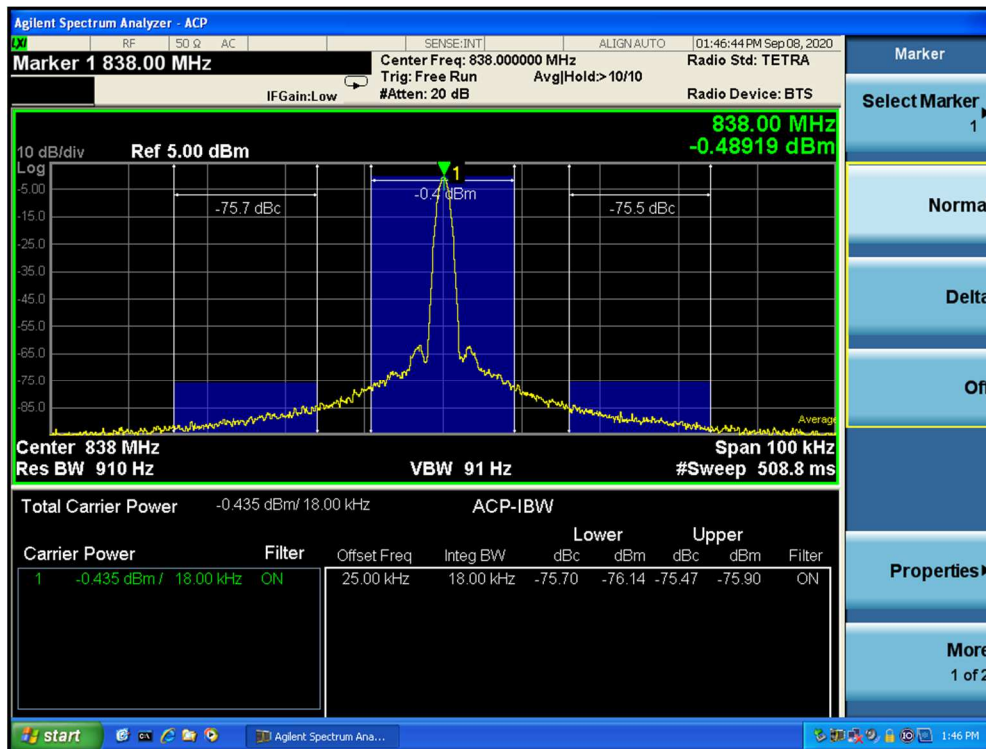 Agilent Spectrum Analyzer - ACP
LXI RF 50 Ω AC SENSE:INT ALIGN AUTO 01:46:44 PM Sep 08, 2020
Marker 1 838.00 MHz
Center Freq: 838.000000 MHz
Radio Std: TETRA
Trig: Free Run Avg|Hold:> 10/10
IFGain:Low #Atten: 20 dB Radio Device: BTS
838.00 MHz
-0.48919 dBm
10 dB/div Ref 5.00 dBm
Log
1
-5.00
-0.4 dBm
-75.7 dBc -75.5 dBc
-15.0
-25.0
-35.0
-45.0
-55.0
-65.0
-75.0
-85.0
Average
Center 838 MHz Span 100 kHz
Res BW 910 Hz VBW 91 Hz #Sweep 508.8 ms
Total Carrier Power -0.435 dBm/ 18.00 kHz ACP-IBW
Lower Upper
Carrier Power Filter Offset Freq Integ BW dBc dBm dBc dBm Filter
1 -0.435 dBm / 18.00 kHz ON 25.00 kHz 18.00 kHz -75.70 -76.14 -75.47 -75.90 ON
Marker
Select Marker
1
Norma
Delta
Off
Properties
More
1 of 2
start Agilent Spectrum Ana... 1:46 PM